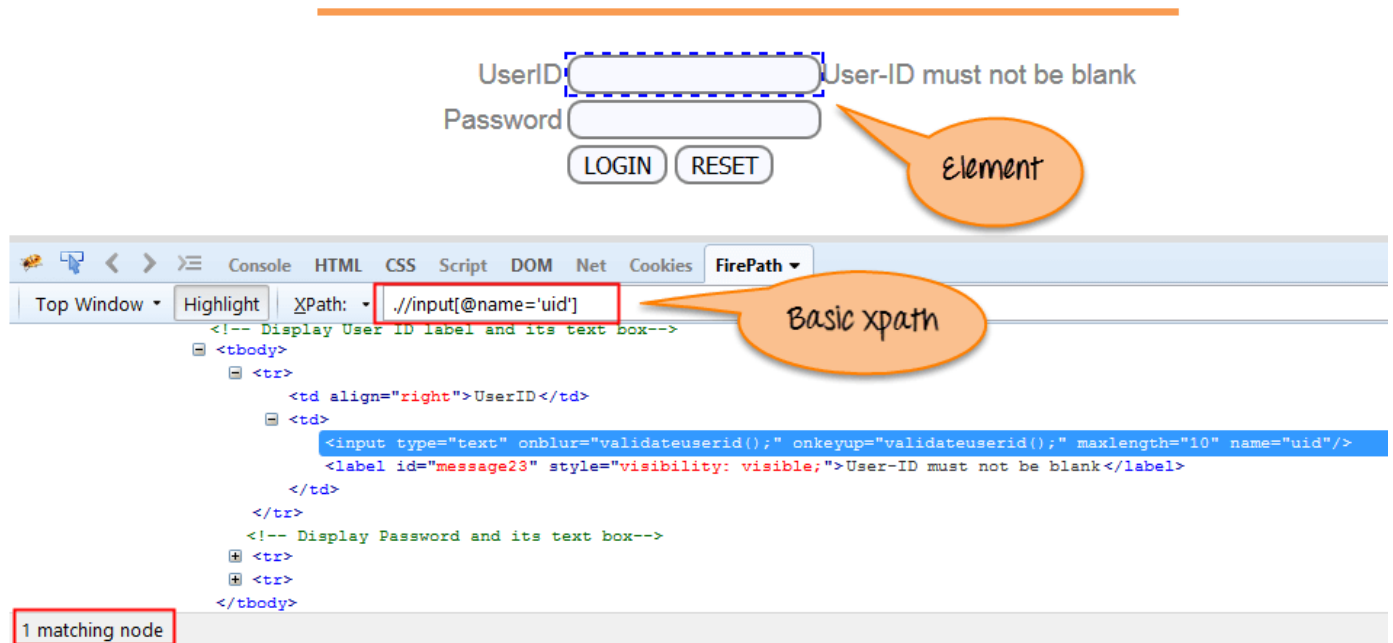 UserID User-ID must not be blank
Password
LOGIN RESET
Element
Console HTML CSS Script DOM Net Cookies FirePath
Top Window Highlight XPath: .//input[@name='uid']
Basic xpath
<!-- Display User ID label and its text box-->
<tbody>
<tr>
<td align="right">UserID</td>
<td>
<input type="text" onblur="validateuserid();" onkeyup="validateuserid();" maxlength="10" name="uid"/>
<label id="message23" style="visibility: visible;">User-ID must not be blank</label>
</td>
</tr>
<!-- Display Password and its text box-->
<tr>
<tr>
</tbody>
1 matching node